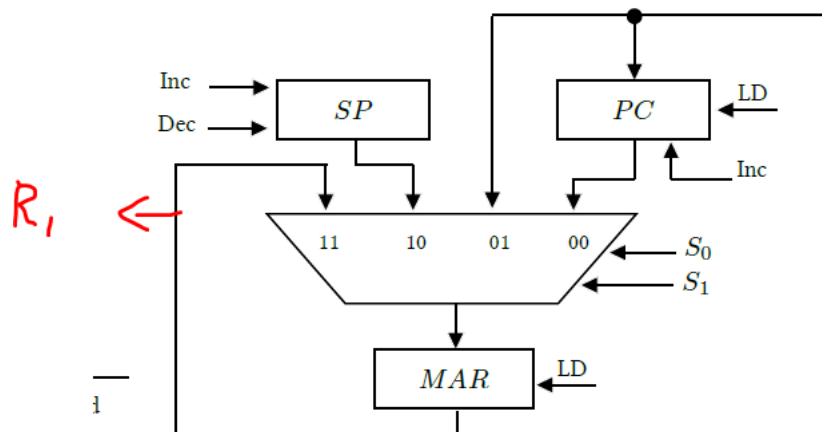 Inc
SP
PC
LD
Dec
Inc
R₁
11 10 01 00
S₀
S₁
MAR
LD